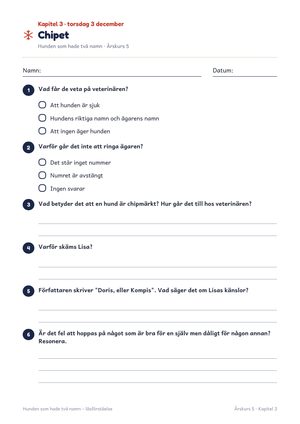 Kapitel 3 · torsdag 3 december
Chipet
Hunden som hade två namn · Årskurs 5
Namn:
Datum:
1 Vad får de veta på veterinären?
Att hunden är sjuk
Hundens riktiga namn och ägarens namn
Att ingen äger hunden
2 Varför går det inte att ringa ägaren?
Det står inget nummer
Numret är avstängt
Ingen svarar
3 Vad betyder det att en hund är chipmärkt? Hur går det till hos veterinären?
4 Varför skäms Lisa?
5 Författaren skriver "Doris, eller Kompis". Vad säger det om Lisas känslor?
6 Är det fel att hoppas på något som är bra för en själv men dåligt för någon annan?
Resonera.
Hunden som hade två namn – läsförståelse
Årskurs 5 · Kapitel 3